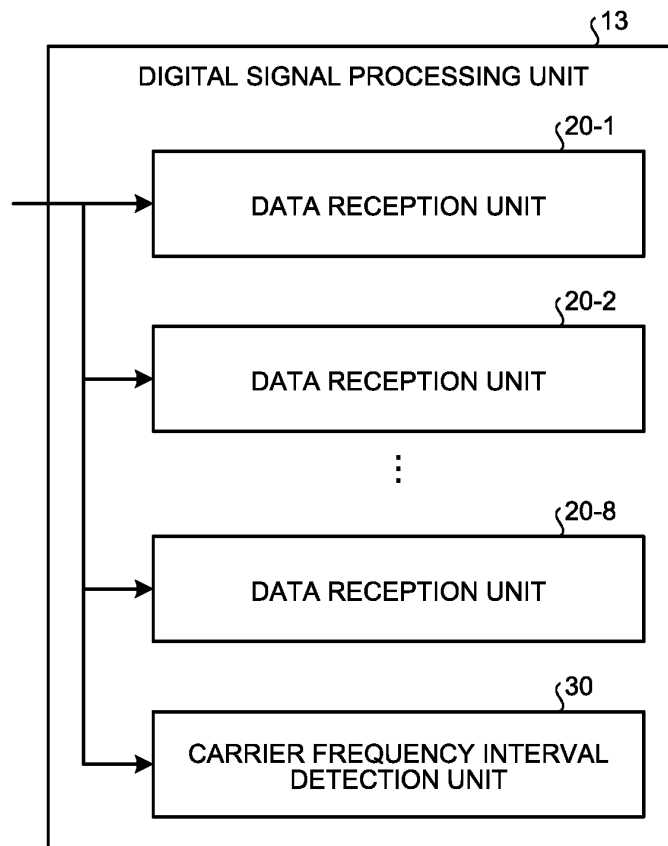 13
DIGITAL SIGNAL PROCESSING UNIT
20-1
DATA RECEPTION UNIT
20-2
DATA RECEPTION UNIT
⋮
20-8
DATA RECEPTION UNIT
30
CARRIER FREQUENCY INTERVAL
DETECTION UNIT